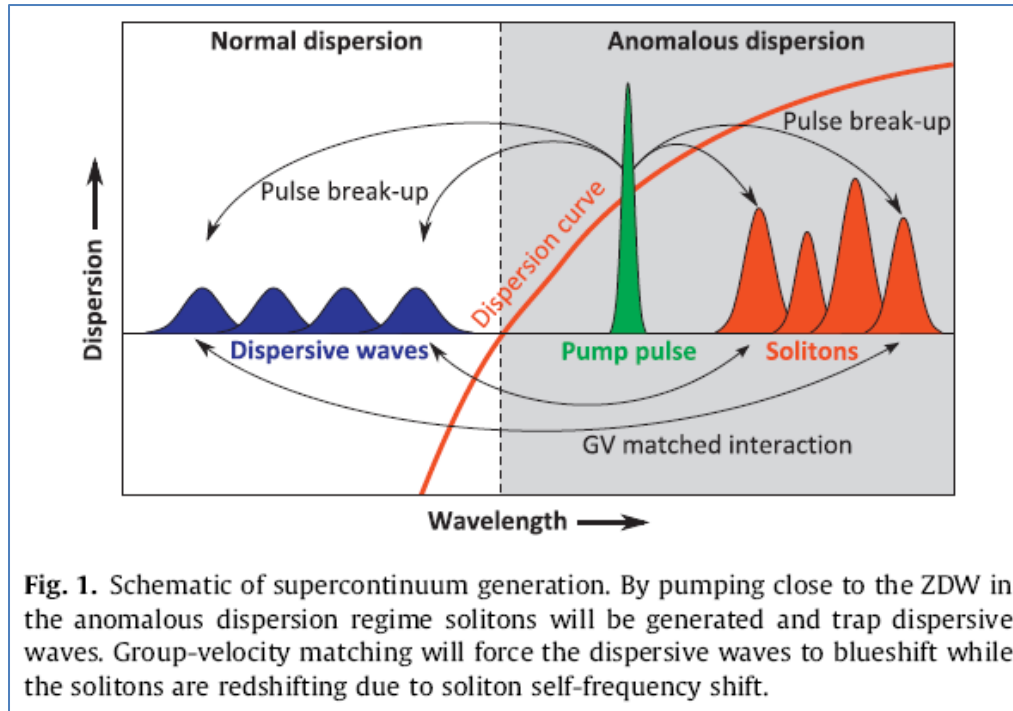 Normal dispersion
Anomalous dispersion
Pulse break-up
Pulse break-up
Dispersion
Dispersion curve
Dispersive waves
Pump pulse
Solitons
GV matched interaction
Wavelength
Fig. 1. Schematic of supercontinuum generation. By pumping close to the ZDW in
the anomalous dispersion regime solitons will be generated and trap dispersive
waves. Group-velocity matching will force the dispersive waves to blueshift while
the solitons are redshifting due to soliton self-frequency shift.